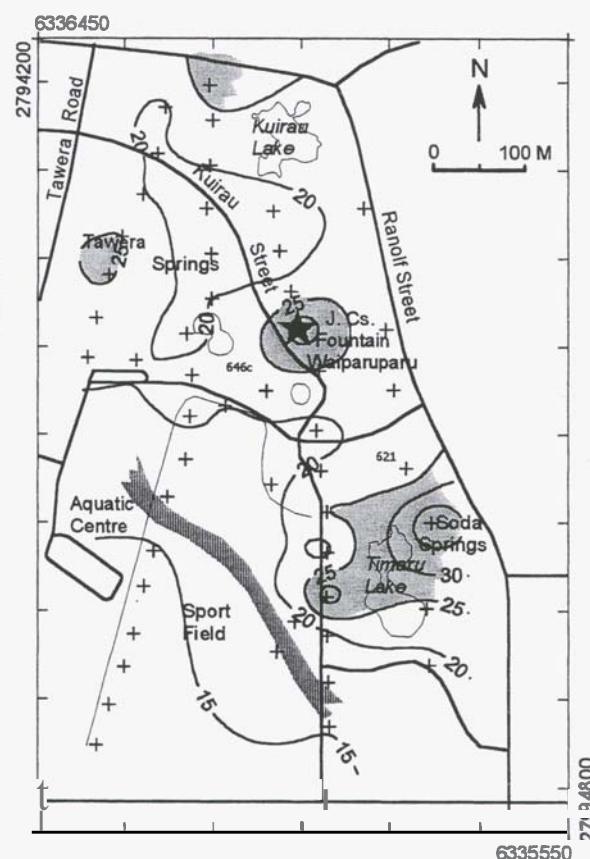 6336450
2794200
Tawera Road
N
0 100 M
Kuirau
Lake
20
Kuirau
Street
20
Ranolf Street
Tawera
25
Springs
25
20
J. Cs.
Fountain
Waiparuparu
646c
621
20
Aquatic
Centre
Soda
Springs
Timaru
Lake
25
30
25
20
20
Sport
Field
15
15
t
2794800
6335550